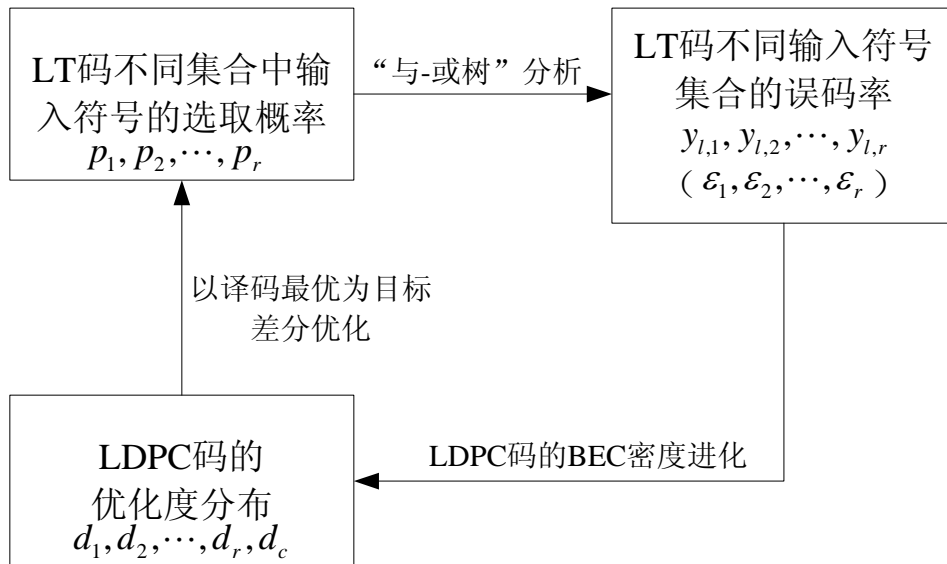 LT码不同集合中输
入符号的选取概率
p₁, p₂, ⋯, pᵣ
“与-或树”分析
LT码不同输入符号
集合的误码率
y_{l,1}, y_{l,2}, ⋯, y_{l,r}
（ε₁, ε₂, ⋯, εᵣ）
以译码最优为目标
差分优化
LDPC码的
优化度分布
d₁, d₂, ⋯, dᵣ, d_c
LDPC码的BEC密度进化